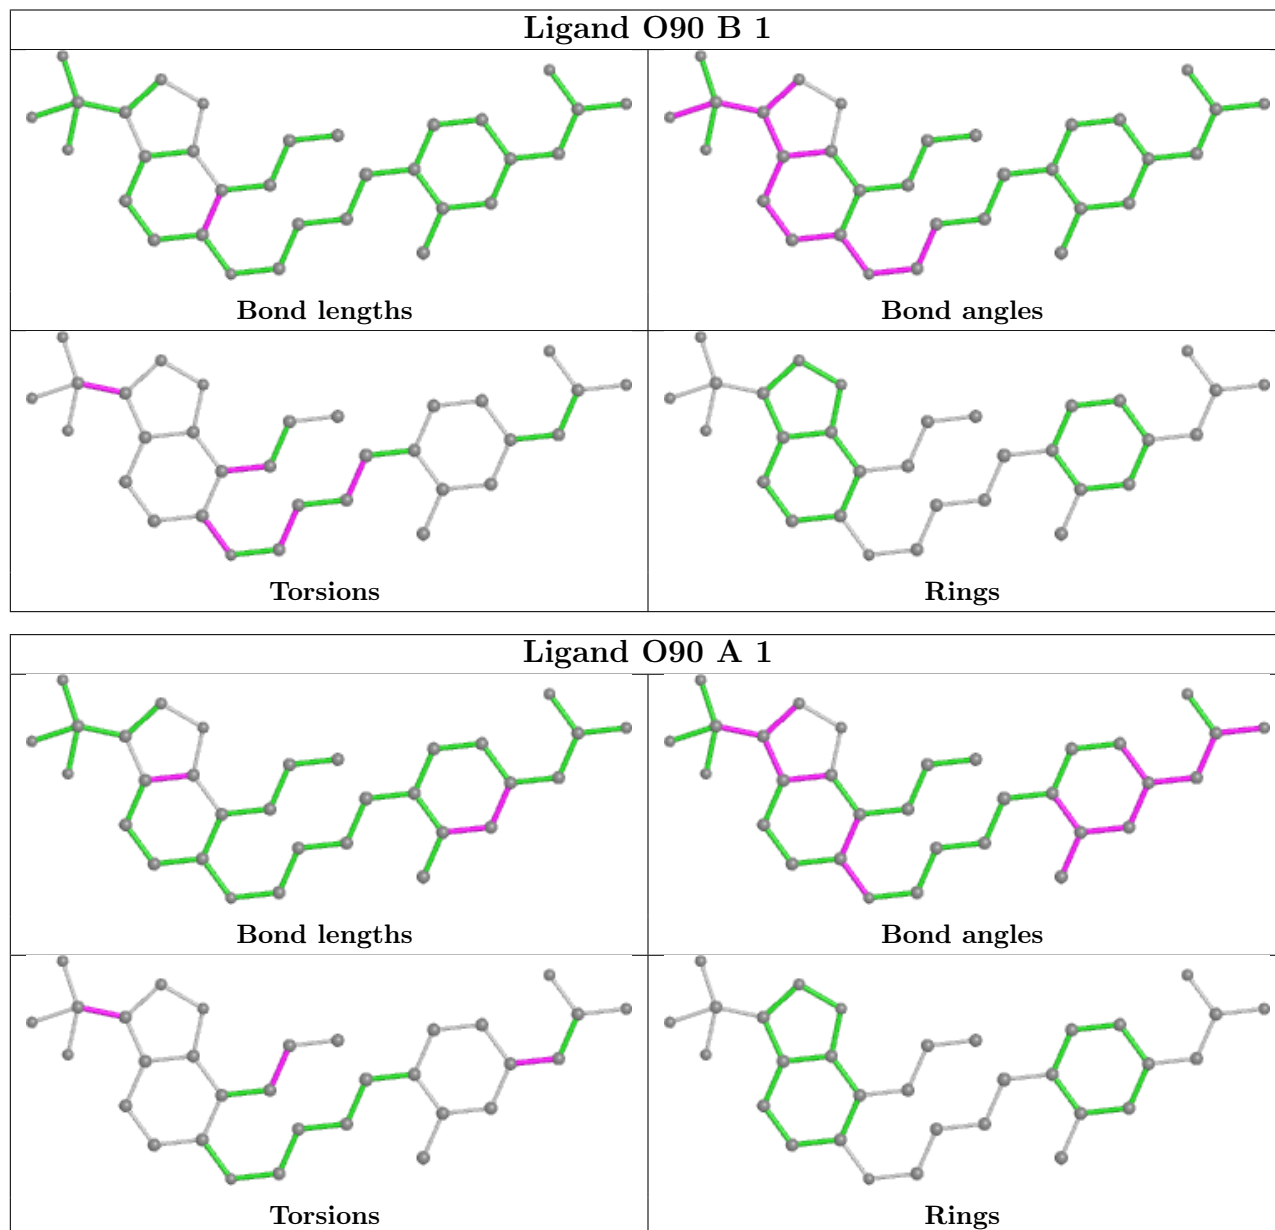 Ligand O90 B 1
Bond lengths
Bond angles
Torsions
Rings
Ligand O90 A 1
Bond lengths
Bond angles
Torsions
Rings